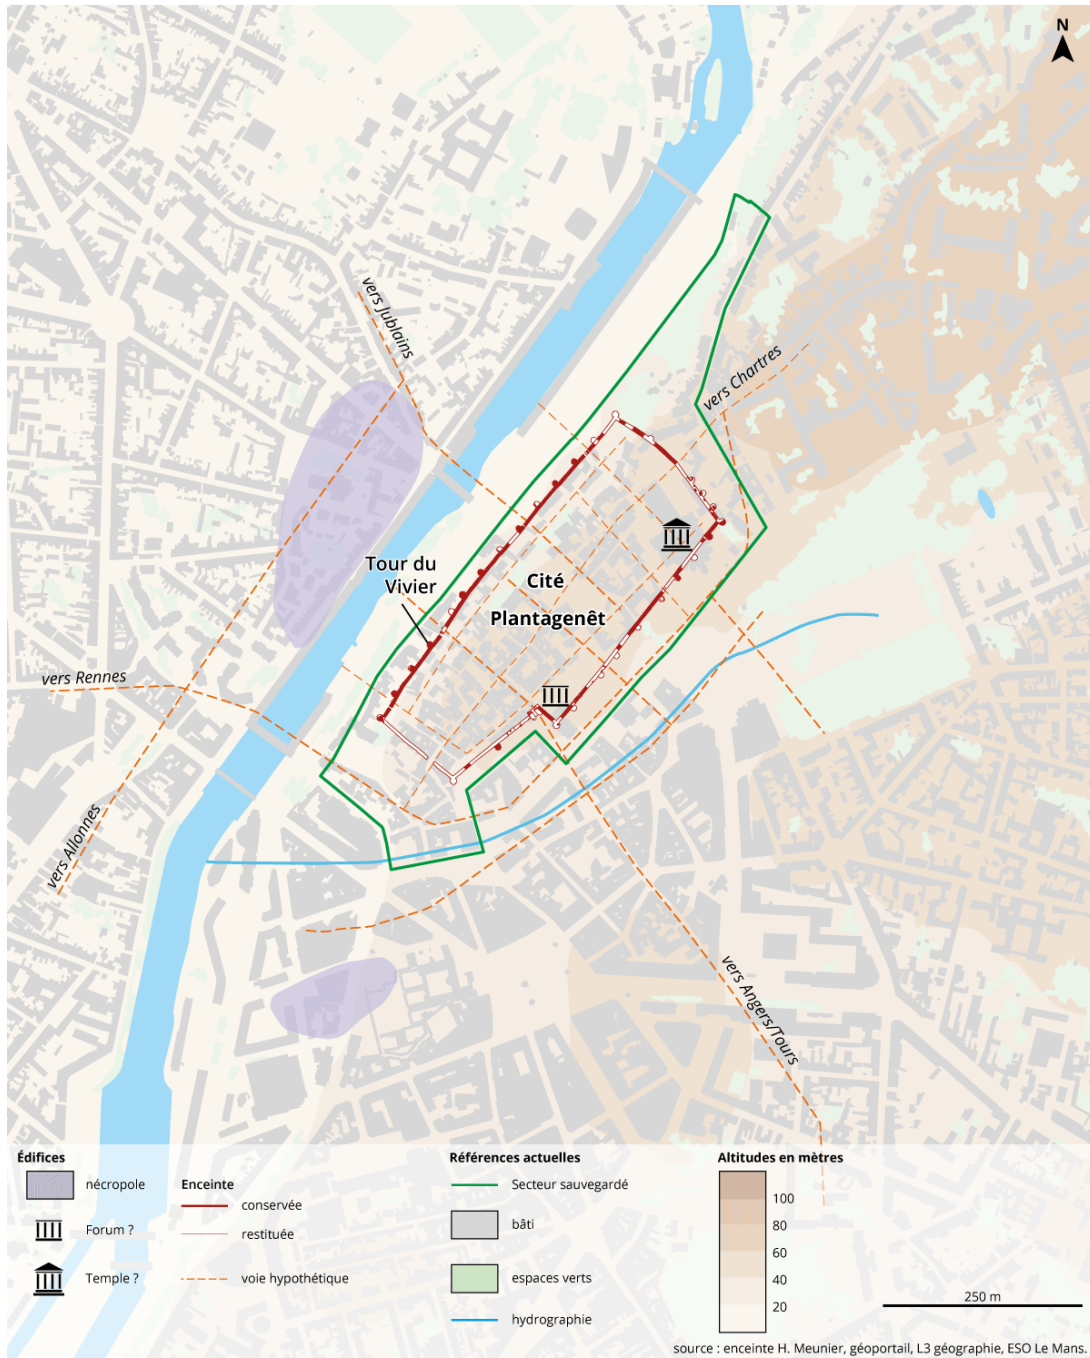 N
vers Jublains
vers Chartres
Tour du
Vivier
Cité
Plantagenêt
vers Rennes
vers Allonnes
vers Angers/Tours
Édifices
nécropole
Forum ?
Temple ?
Enceinte
conservée
restituée
voie hypothétique
Références actuelles
Secteur sauvegardé
bâti
espaces verts
hydrographie
Altitudes en mètres
100
80
60
40
20
250 m
source : enceinte H. Meunier, géoportail, L3 géographie, ESO Le Mans.